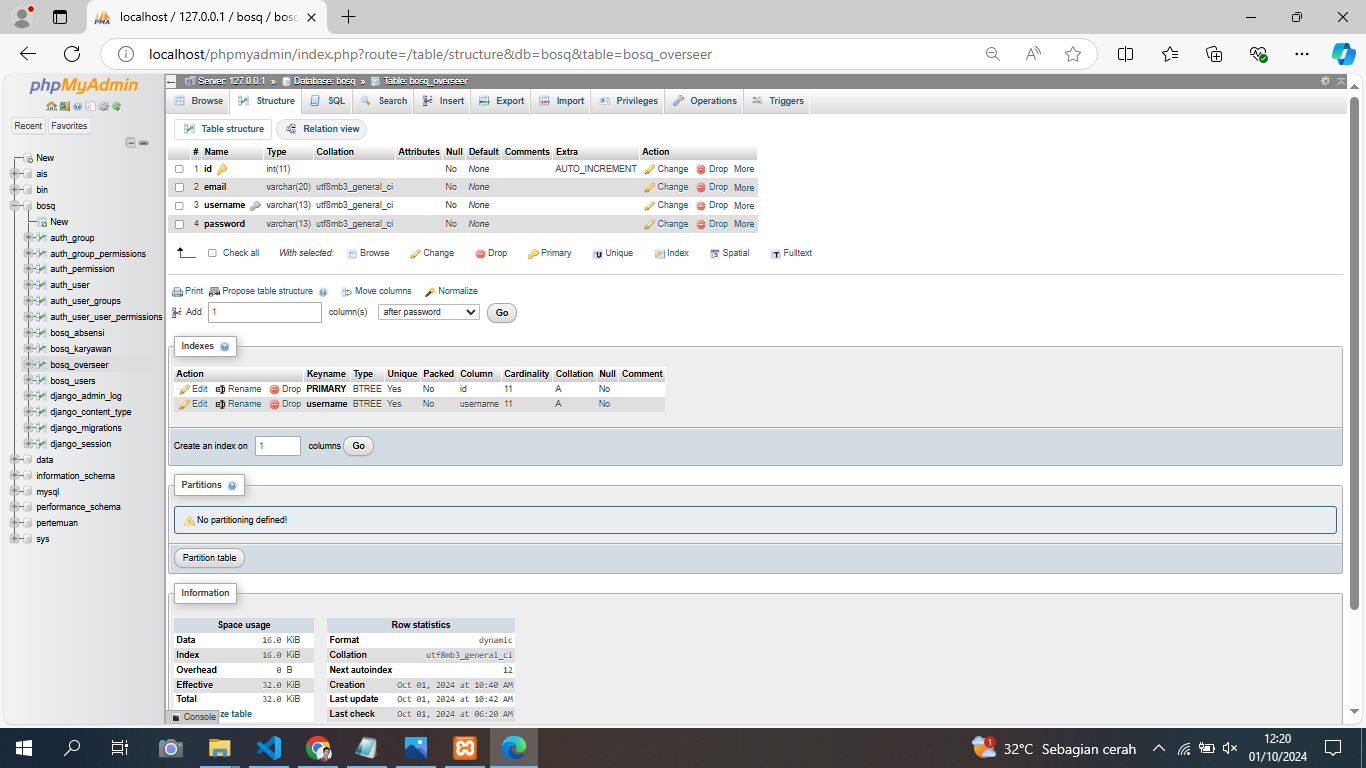 localhost / 127.0.0.1 / bosq / bosq
localhost/phpmyadmin/index.php?route=/table/structure&db=bosq&table=bosq_overseer
phpMyAdmin
Recent Favorites
New
ais
bin
bosq
New
auth_group
auth_group_permissions
auth_permission
auth_user
auth_user_groups
auth_user_user_permissions
bosq_absensi
bosq_karyawan
bosq_overseer
bosq_users
django_admin_log
django_content_type
django_migrations
django_session
data
information_schema
mysql
performance_schema
pertemuan
sys
Server: 127.0.0.1 » Database: bosq » Table: bosq_overseer
Browse Structure SQL Search Insert Export Import Privileges Operations Triggers
Table structure Relation view
# Name Type Collation Attributes Null Default Comments Extra Action
1 id int(11) No None AUTO_INCREMENT Change Drop More
2 email varchar(20) utf8mb3_general_ci No None Change Drop More
3 username varchar(13) utf8mb3_general_ci No None Change Drop More
4 password varchar(13) utf8mb3_general_ci No None Change Drop More
Check all With selected: Browse Change Drop Primary Unique Index Spatial Fulltext
Print Propose table structure Move columns Normalize
Add 1 column(s) after password Go
Indexes
Action Keyname Type Unique Packed Column Cardinality Collation Null Comment
Edit Rename Drop PRIMARY BTREE Yes No id 11 A No
Edit Rename Drop username BTREE Yes No username 11 A No
Create an index on 1 columns Go
Partitions
No partitioning defined!
Partition table
Information
Space usage
Data 16.0 KiB
Index 16.0 KiB
Overhead 0 B
Effective 32.0 KiB
Total 32.0 KiB
ze table
Row statistics
Format dynamic
Collation utf8mb3_general_ci
Next autoindex 12
Creation Oct 01, 2024 at 10:40 AM
Last update Oct 01, 2024 at 10:42 AM
Last check Oct 01, 2024 at 06:20 AM
Console
1
32°C Sebagian cerah
12:20
01/10/2024